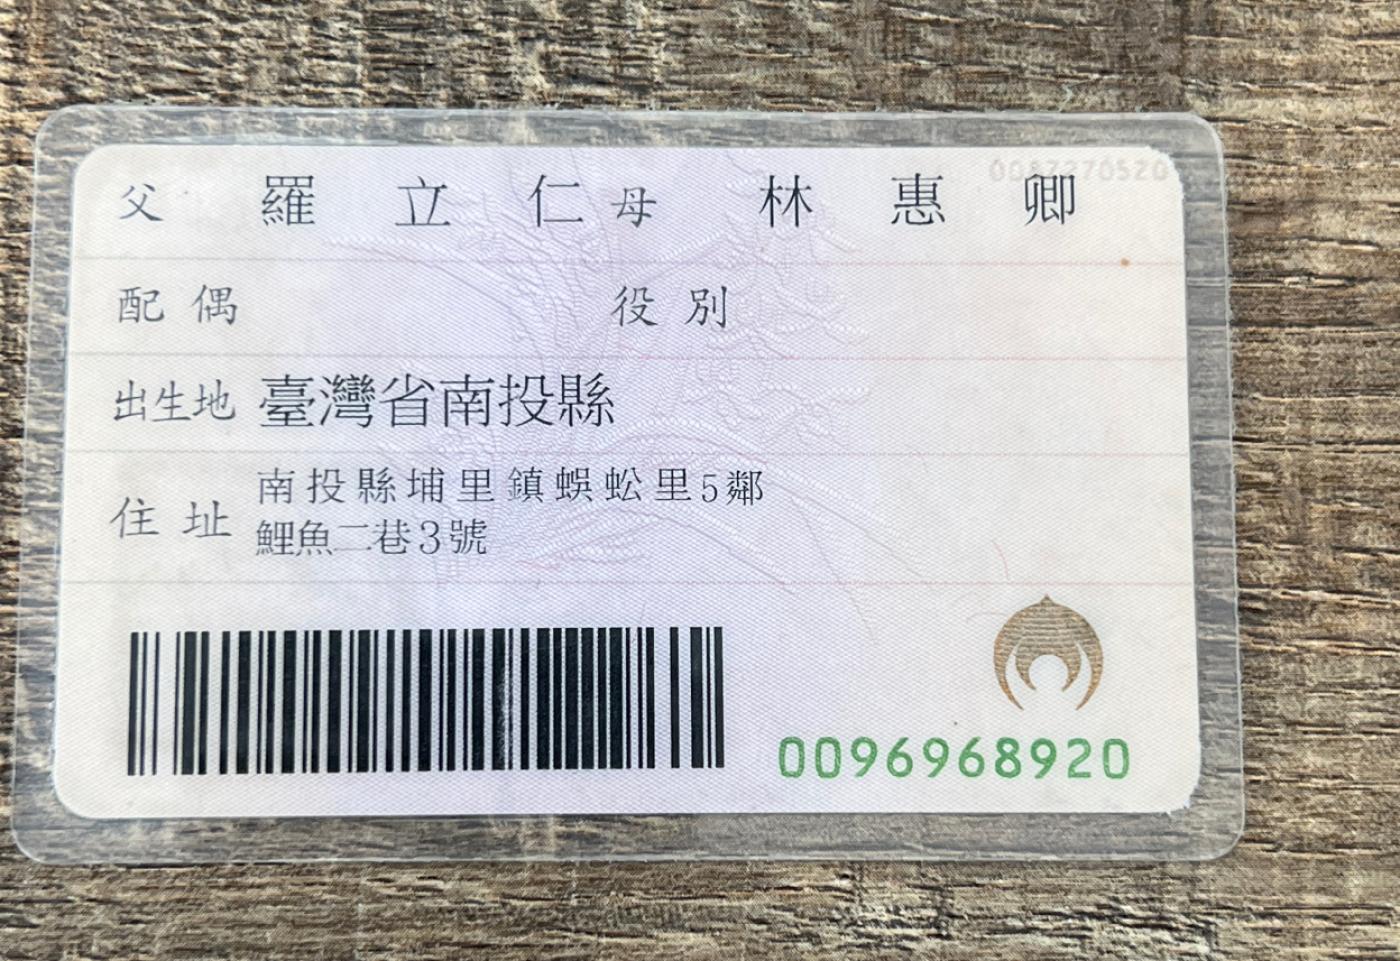 父 羅立仁 母 林惠卿
配偶 役別
出生地 臺灣省南投縣
住址 南投縣埔里鎮蜈蚣里5鄰
鯉魚二巷3號
0096968920